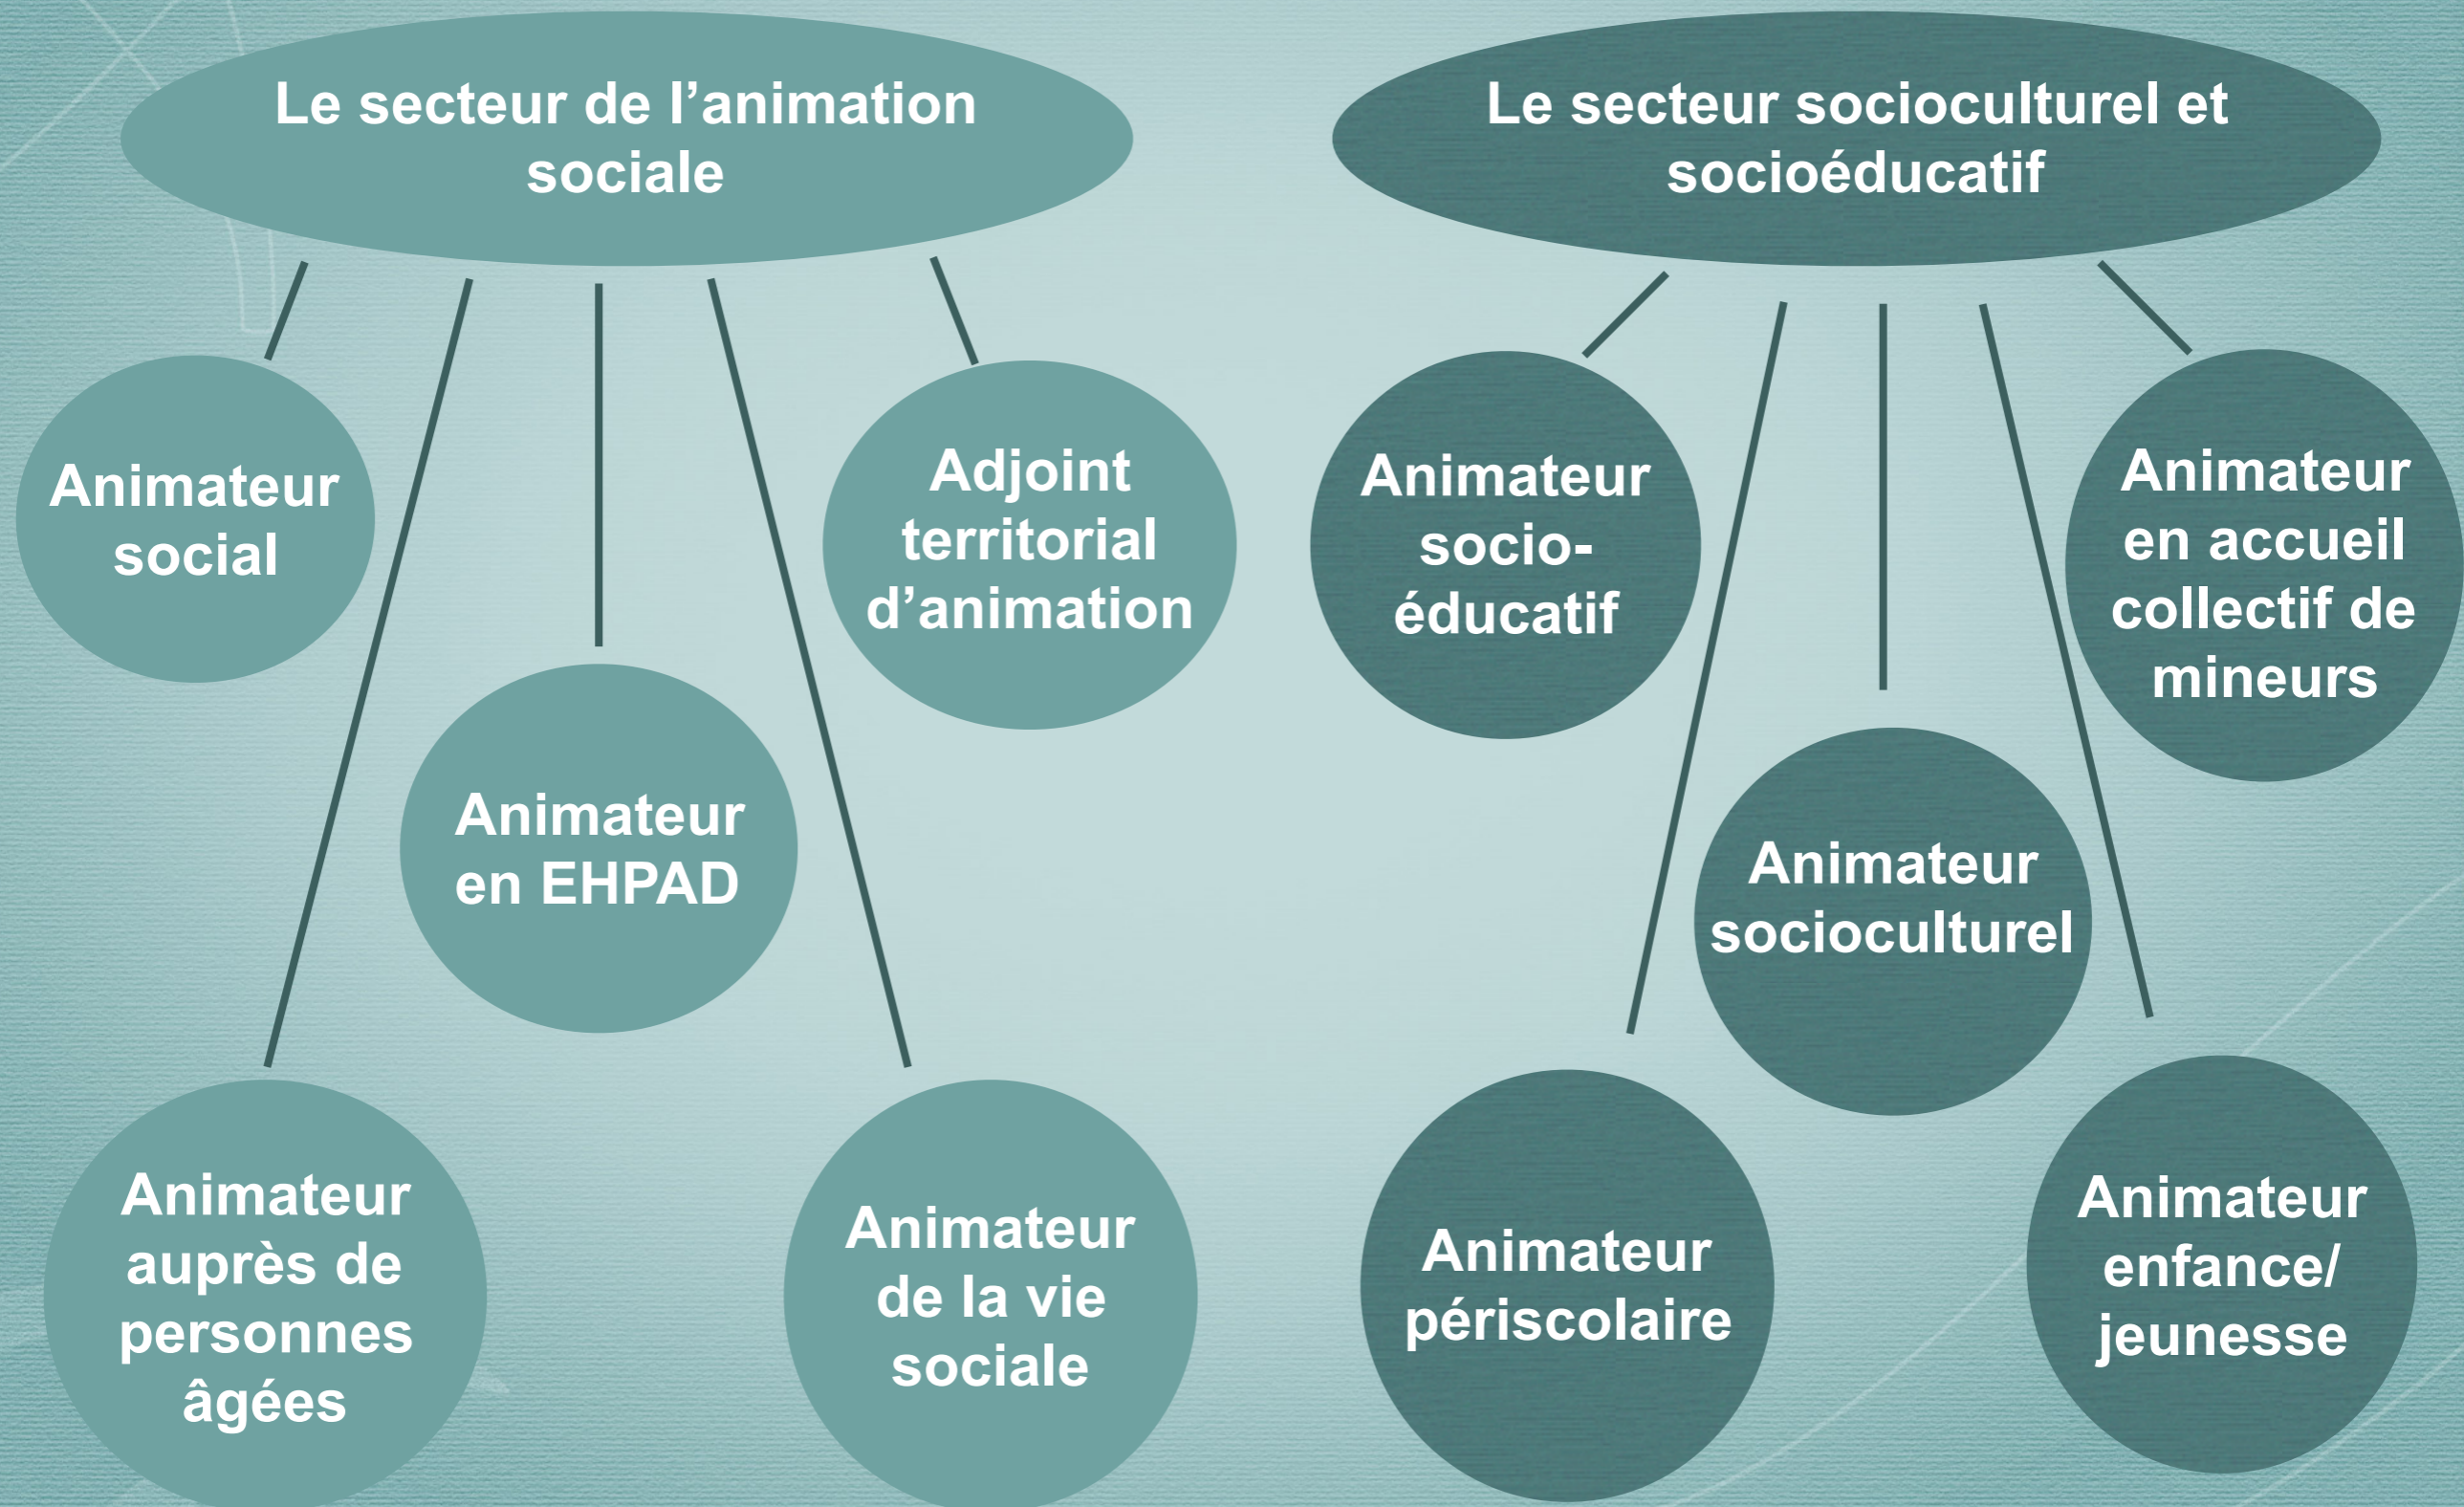 Le secteur de l’animation
sociale
Animateur
social
Adjoint
territorial
d’animation
Animateur
en EHPAD
Animateur
auprès de
personnes
âgées
Animateur
de la vie
sociale
Le secteur socioculturel et
socioéducatif
Animateur
socio-
éducatif
Animateur
en accueil
collectif de
mineurs
Animateur
socioculturel
Animateur
périscolaire
Animateur
enfance/
jeunesse